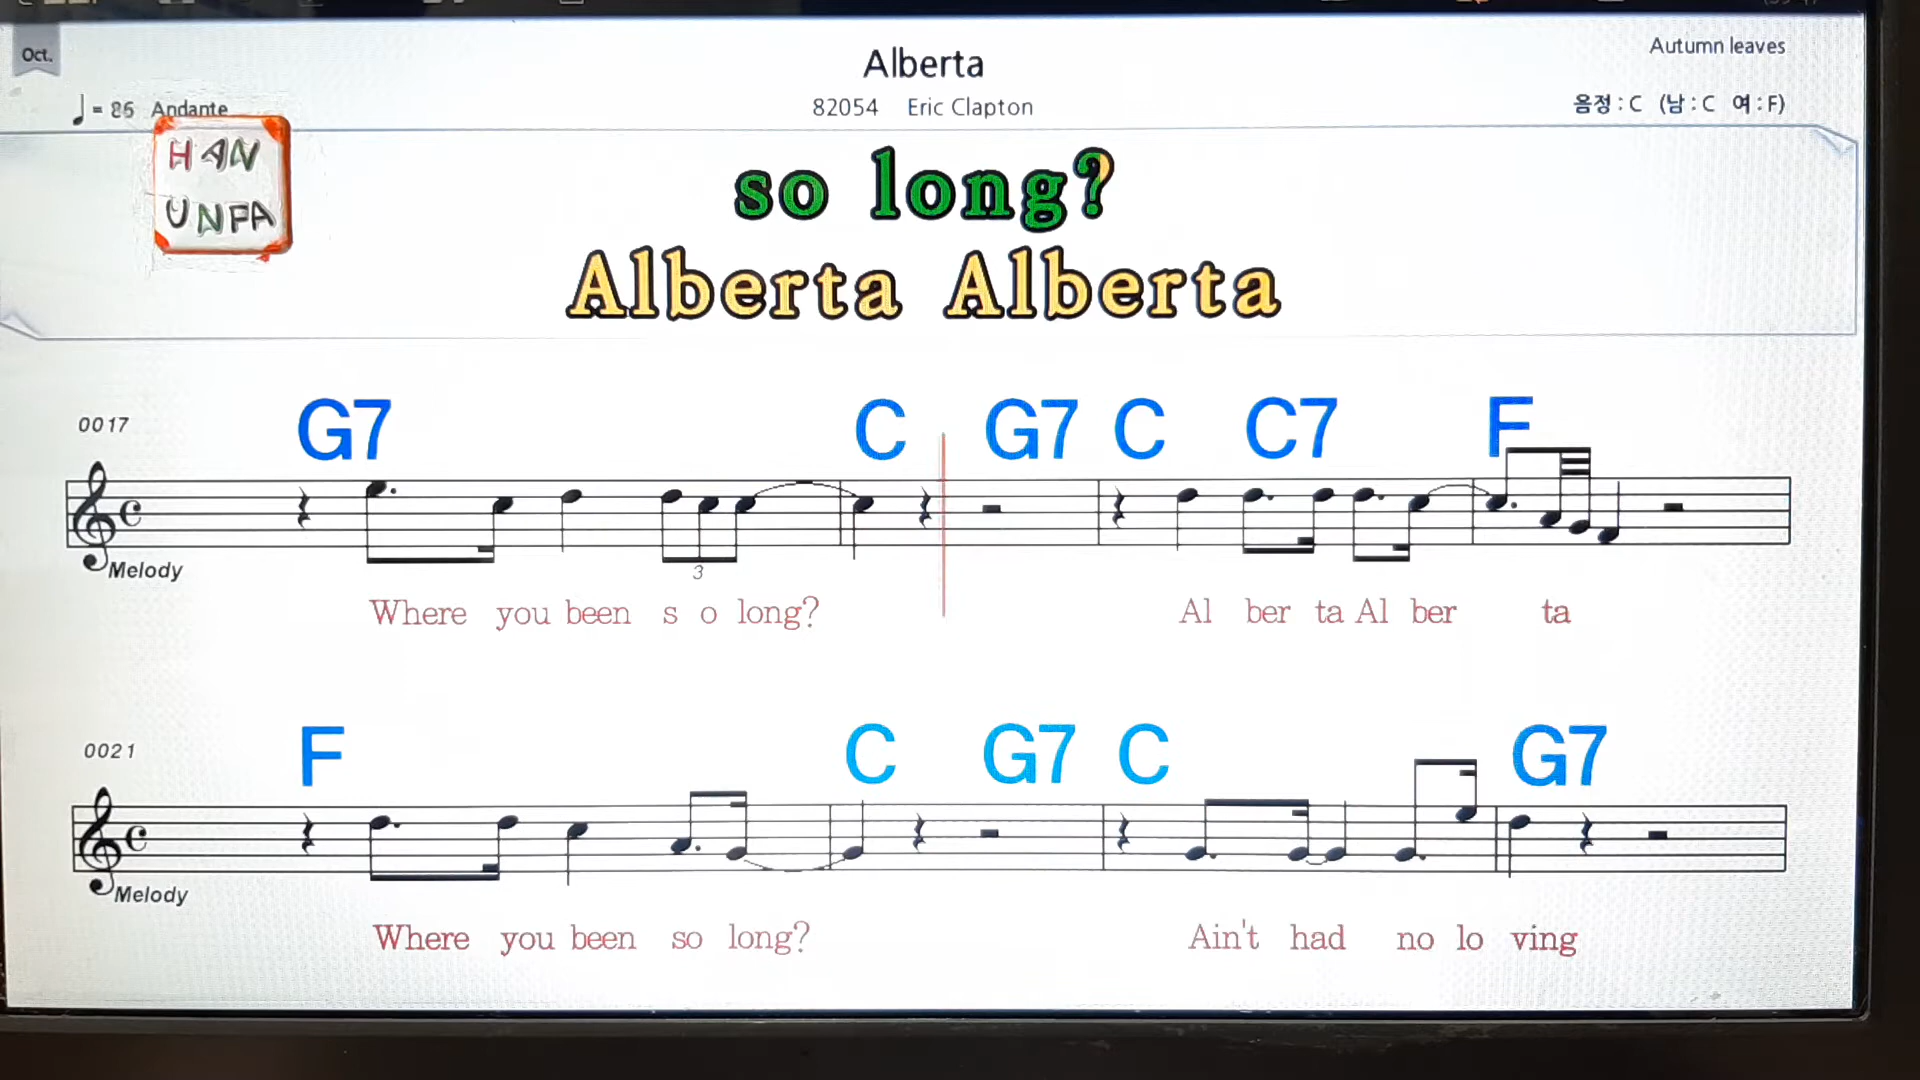 Oct.
Alberta
Autumn leaves
♩ = 86 Andante
82054 Eric Clapton
음정 : C (남 : C 여 : F)
HAN
UNFA
so long?
Alberta Alberta
0017
G7 C G7 C C7 F
Melody
3
Where you been s o long? Al ber ta Al ber ta
0021
F C G7 C G7
Melody
Where you been so long? Ain't had no lo ving